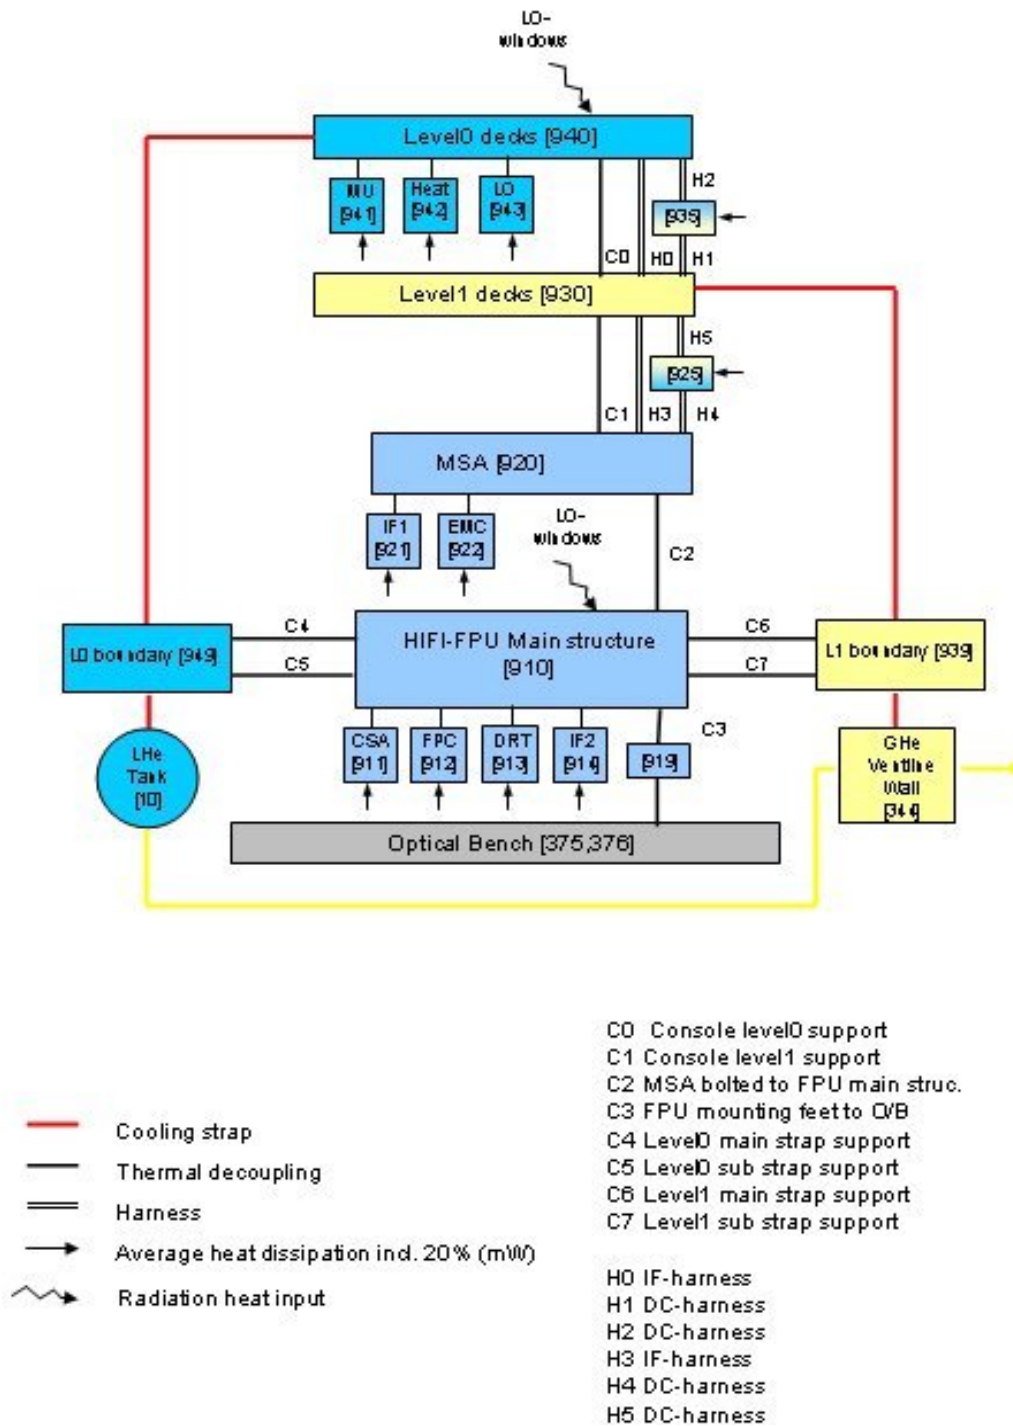 LO-
windows
Level0 decks [940]
MU
[941]
Heat
[942]
LO
[943]
H2
[935]
C0
H0
H1
Level1 decks [930]
H5
[925]
C1
H3
H4
MSA [920]
IF1
[921]
EMC
[922]
LO-
windows
C2
HIFI-FPU Main structure
[910]
C4
C5
C6
C7
L0 boundary [949]
L1 boundary [939]
CSA
[911]
FPC
[912]
DRT
[913]
IF2
[914]
[919]
C3
LHe
Tank
[10]
GHe
Ventline
Wall
[344]
Optical Bench [375,376]
Cooling strap
Thermal decoupling
Harness
Average heat dissipation incl. 20% (mW)
Radiation heat input
C0 Console level0 support
C1 Console level1 support
C2 MSA bolted to FPU main struc.
C3 FPU mounting feet to O/B
C4 Level0 main strap support
C5 Level0 sub strap support
C6 Level1 main strap support
C7 Level1 sub strap support
H0 IF-harness
H1 DC-harness
H2 DC-harness
H3 IF-harness
H4 DC-harness
H5 DC-harness